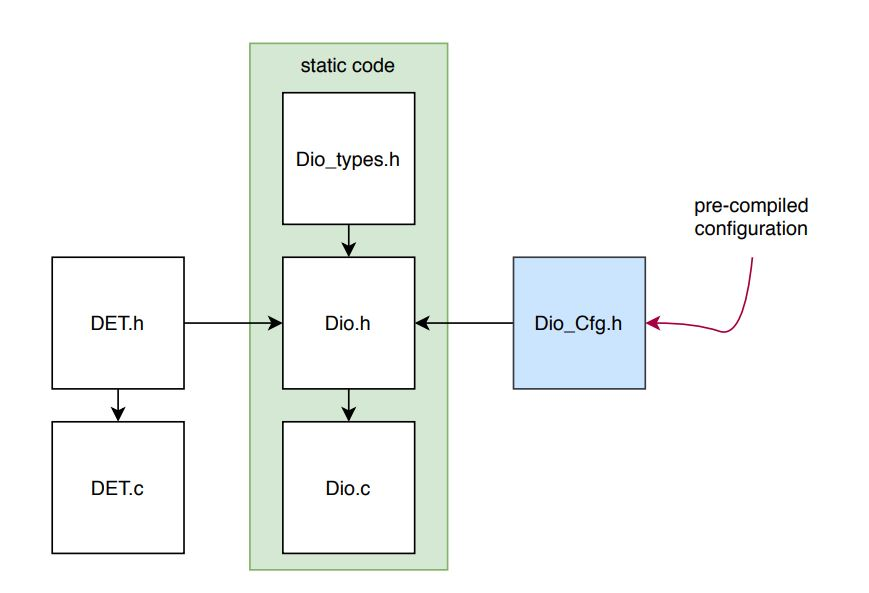 static code
Dio_types.h
pre-compiled
configuration
DET.h
Dio.h
Dio_Cfg.h
DET.c
Dio.c